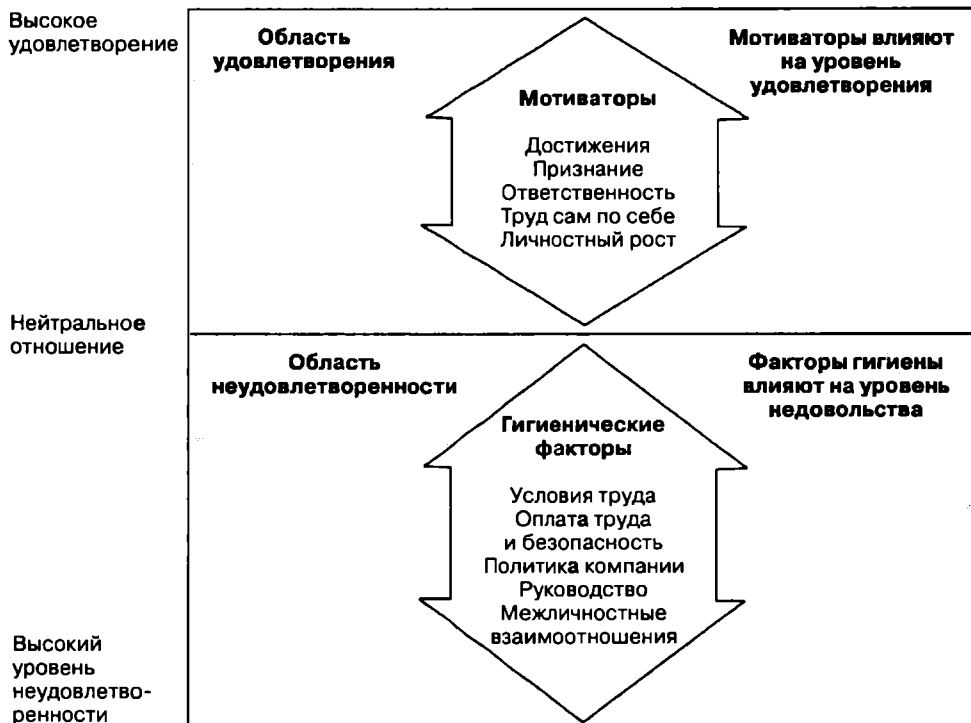 Высокое
удовлетворение
Область
удовлетворения
Мотиваторы влияют
на уровень
удовлетворения
Мотиваторы
Достижения
Признание
Ответственность
Труд сам по себе
Личностный рост
Нейтральное
отношение
Область
неудовлетворенности
Факторы гигиены
влияют на уровень
недовольства
Гигиенические
факторы
Условия труда
Оплата труда
и безопасность
Политика компании
Руководство
Межличностные
взаимоотношения
Высокий
уровень
неудовлетво-
ренности